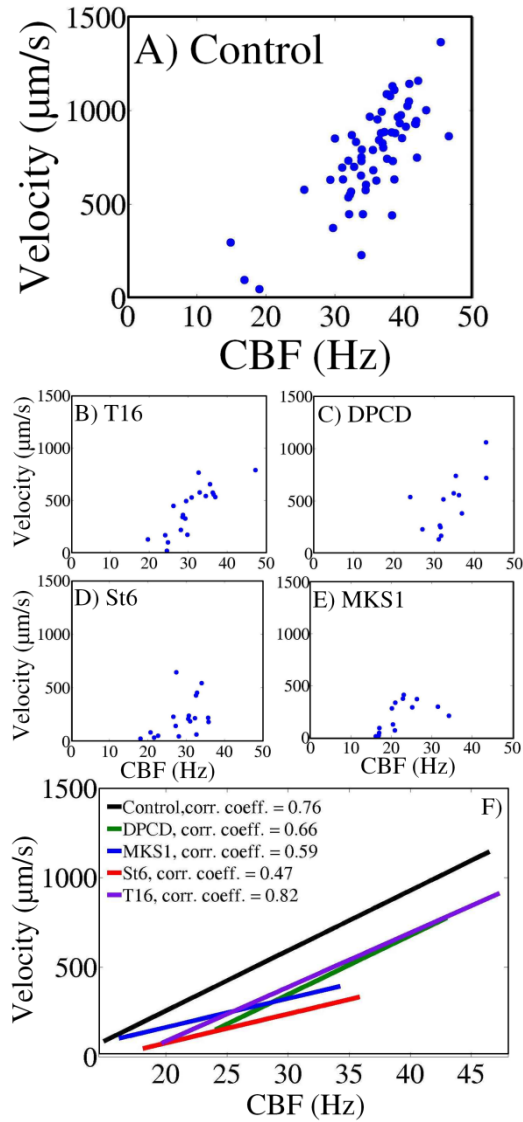 A) Control
Velocity (μm/s)
1500
1000
500
0
0 10 20 30 40 50
CBF (Hz)
B) T16
Velocity (μm/s)
1500
1000
500
0
0 10 20 30 40 50
C) DPCD
1500
1000
500
0
0 10 20 30 40 50
D) St6
Velocity (μm/s)
1500
1000
500
0
0 10 20 30 40 50
CBF (Hz)
E) MKS1
1500
1000
500
0
0 10 20 30 40 50
CBF (Hz)
F)
Control,corr. coeff. = 0.76
DPCD, corr. coeff. = 0.66
MKS1, corr. coeff. = 0.59
St6, corr. coeff. = 0.47
T16, corr. coeff. = 0.82
Velocity (μm/s)
1500
1000
500
0
20 25 30 35 40 45
CBF (Hz)